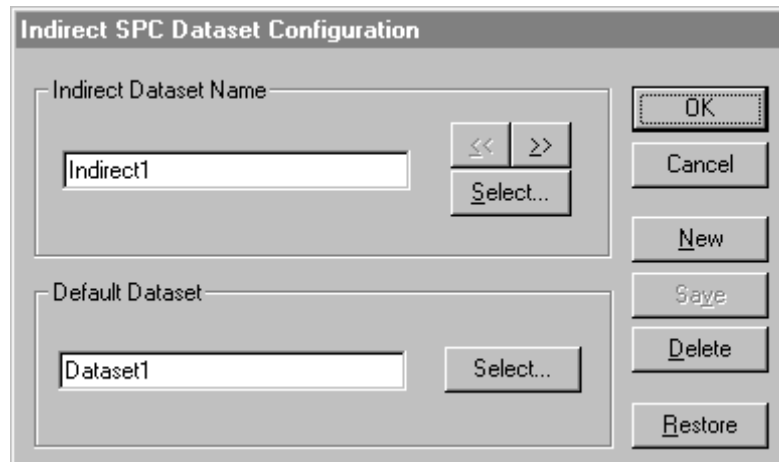 Indirect SPC Dataset Configuration
Indirect Dataset Name
Indirect1
<< >>
Select...
Default Dataset
Dataset1
Select...
OK
Cancel
New
Save
Delete
Restore